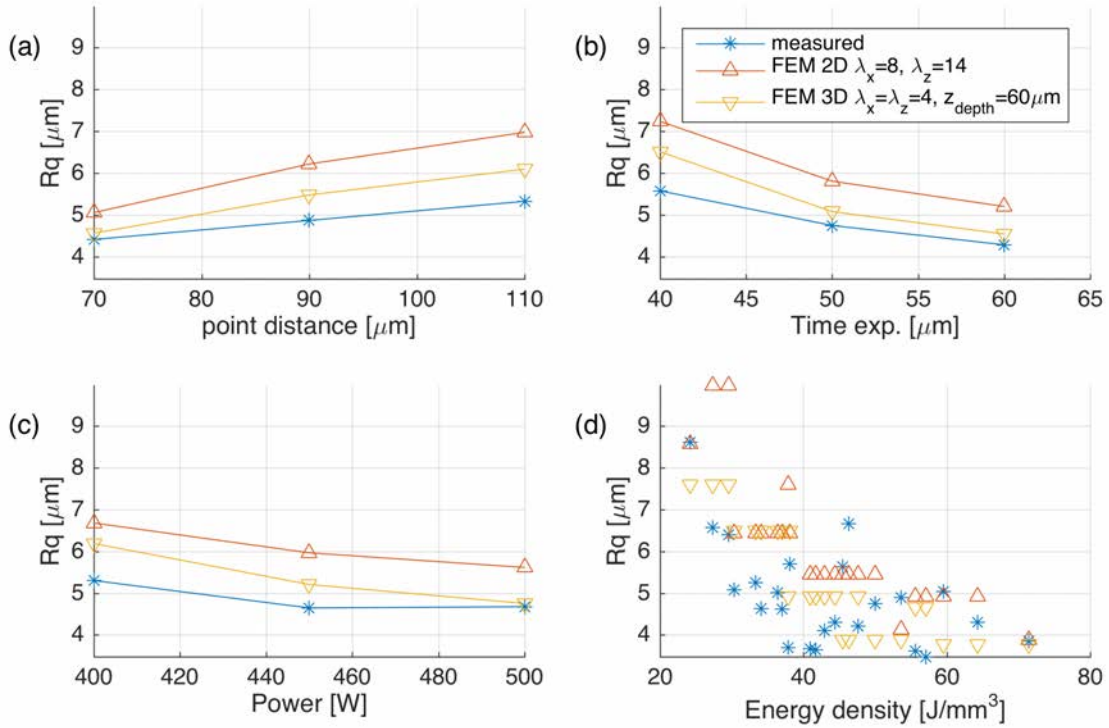 (a)
9
8
7
6
5
4
Rq [μm]
70 80 90 100 110
point distance [μm]
(b)
measured
FEM 2D λx=8, λz=14
FEM 3D λx=λz=4, zdepth=60μm
9
8
7
6
5
4
Rq [μm]
40 45 50 55 60 65
Time exp. [μm]
(c)
9
8
7
6
5
4
Rq [μm]
400 420 440 460 480 500
Power [W]
(d)
9
8
7
6
5
4
Rq [μm]
20 30 40 50 60 70 80
Energy density [J/mm³]